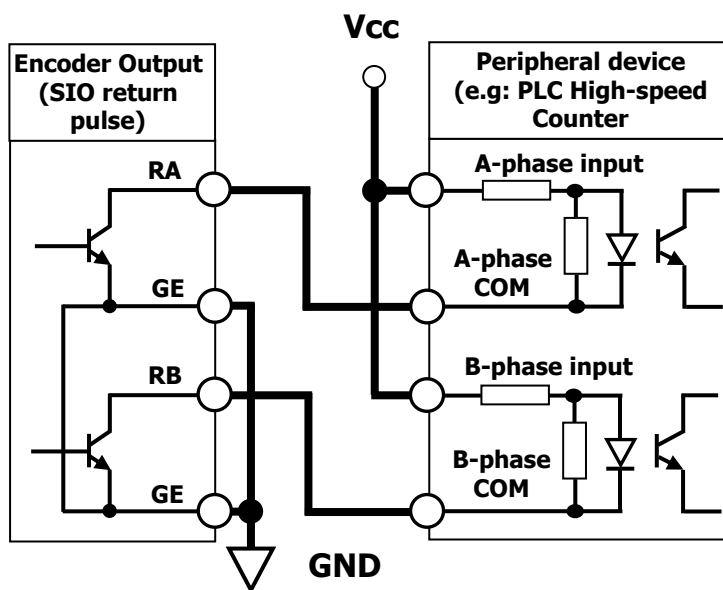 Vcc
Encoder Output
(SIO return
pulse)
Peripheral device
(e.g: PLC High-speed
Counter
RA
A-phase input
A-phase
COM
GE
RB
B-phase input
B-phase
COM
GE
GND